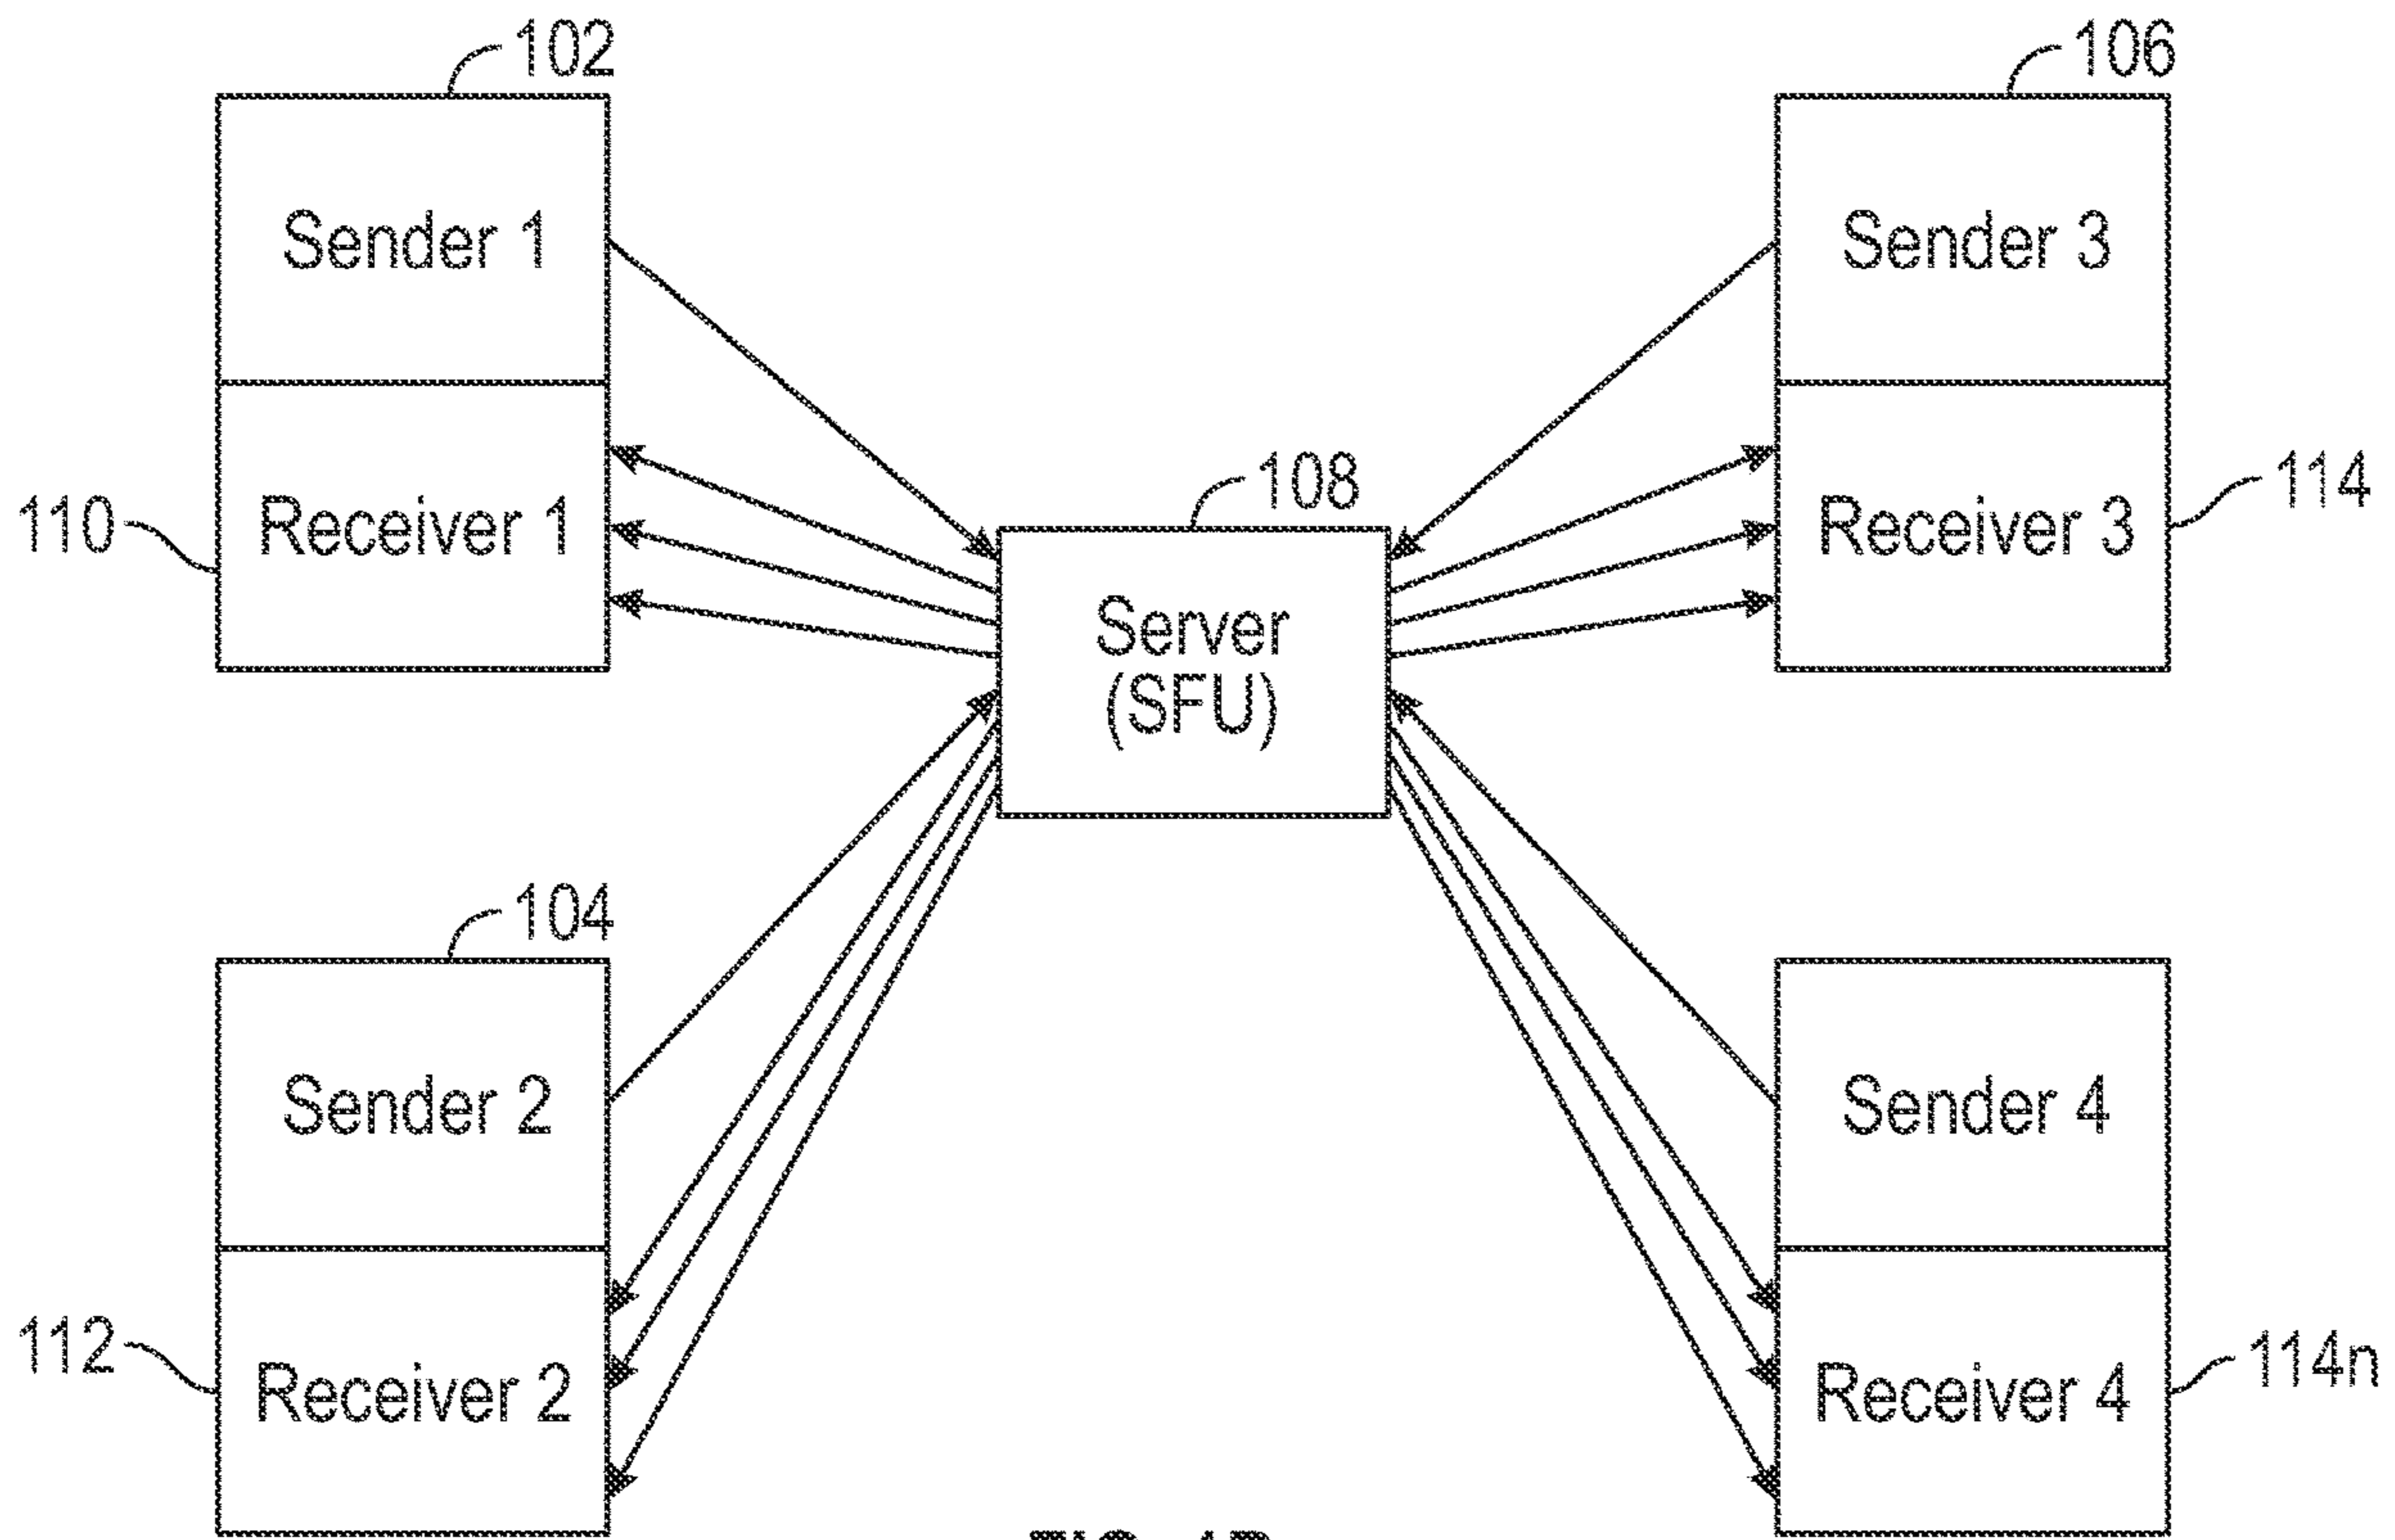 102
106
Sender 1
Sender 3
108
110
Receiver 1
Receiver 3
114
Server
(SFU)
104
Sender 2
Sender 4
112
Receiver 2
Receiver 4
114n